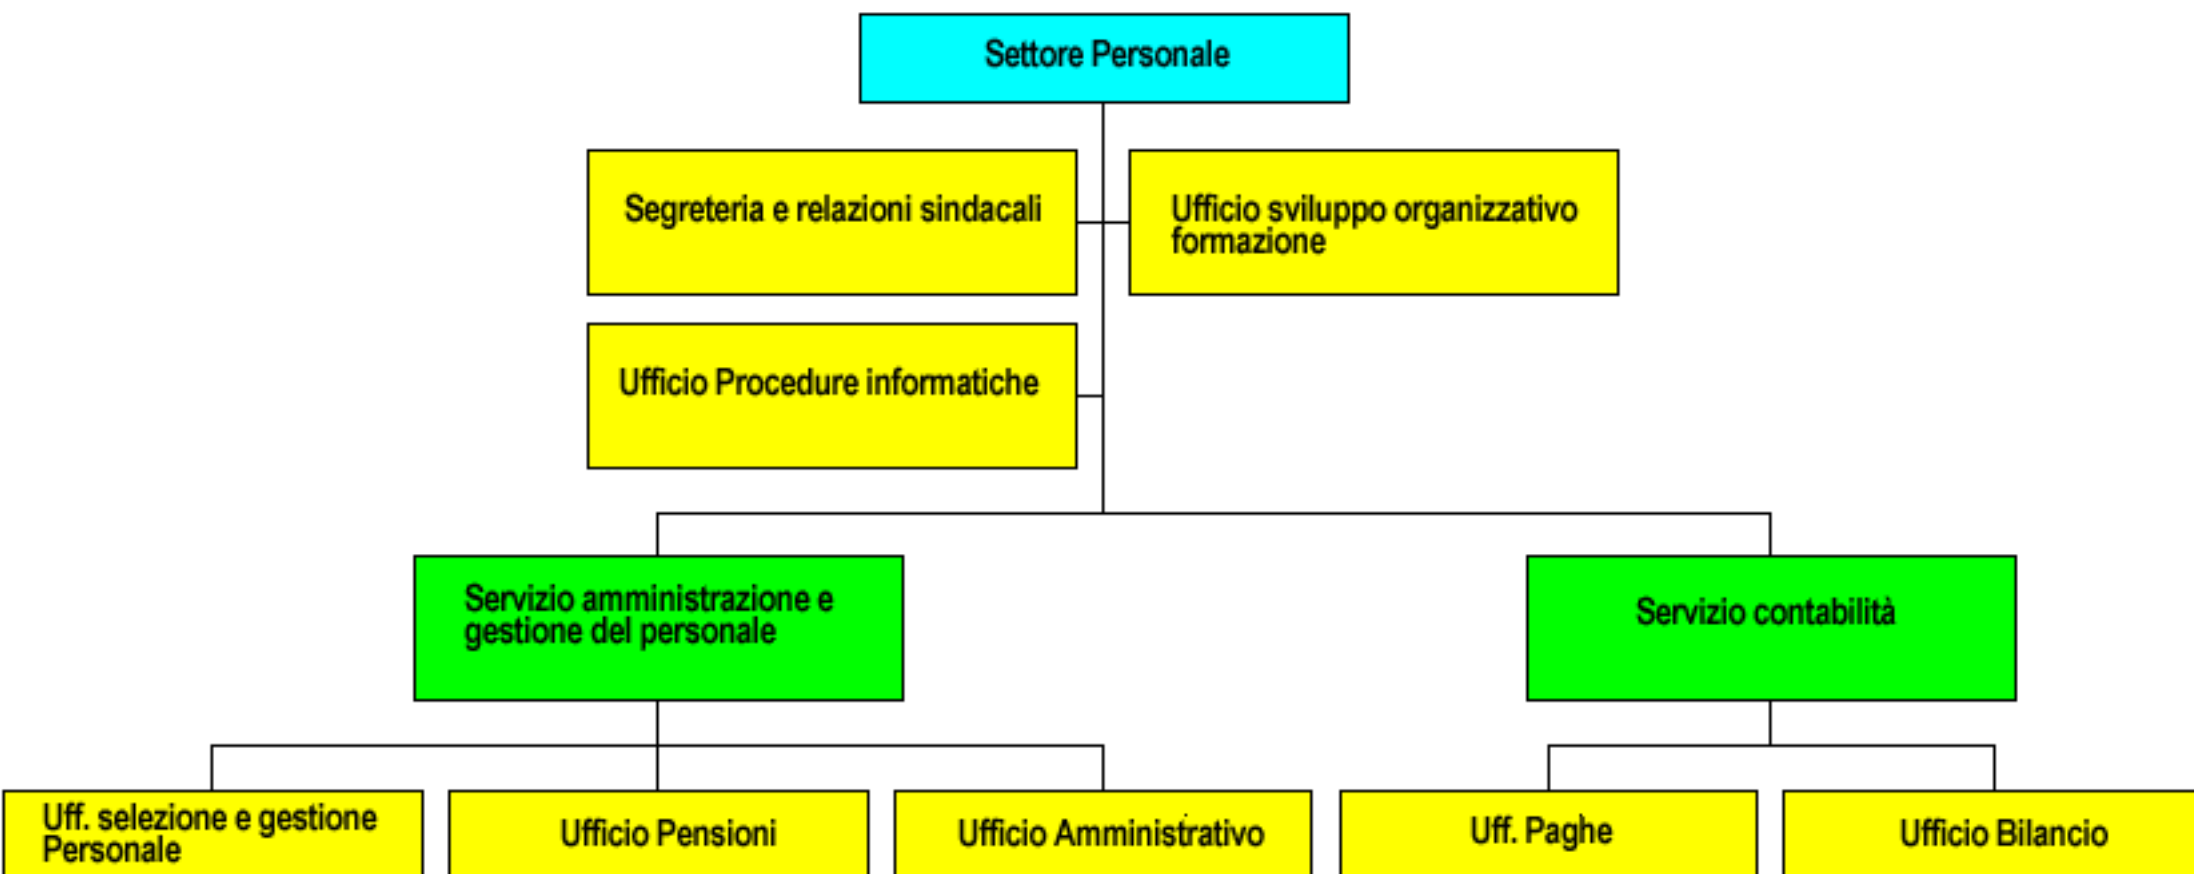 Settore Personale
Segreteria e relazioni sindacali
Ufficio sviluppo organizzativo
formazione
Ufficio Procedure informatiche
Servizio amministrazione e
gestione del personale
Servizio contabilità
Uff. selezione e gestione
Personale
Ufficio Pensioni
Ufficio Amministrativo
Uff. Paghe
Ufficio Bilancio